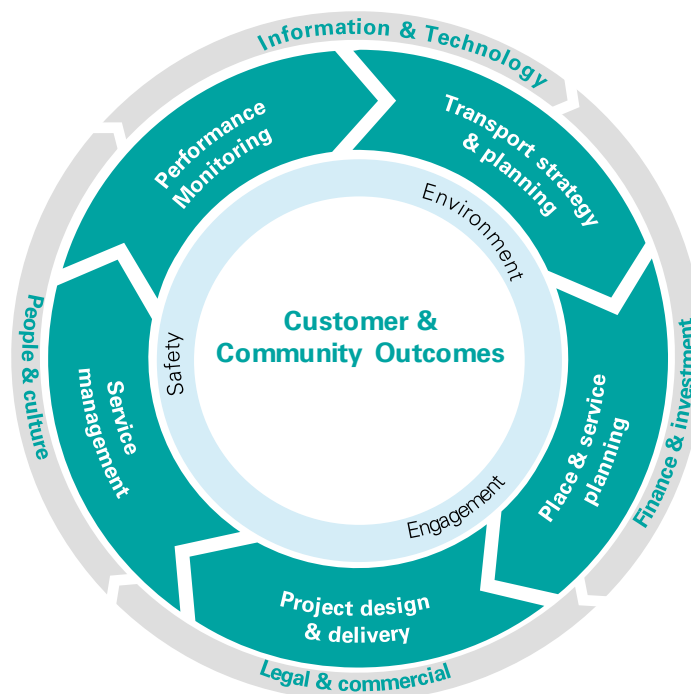 Information & Technology
Performance
Monitoring
Transport strategy
& planning
Environment
Customer &
Community Outcomes
Safety
People & culture
Service
management
Place & service
planning
Finance & investment
Engagement
Project design
& delivery
Legal & commercial